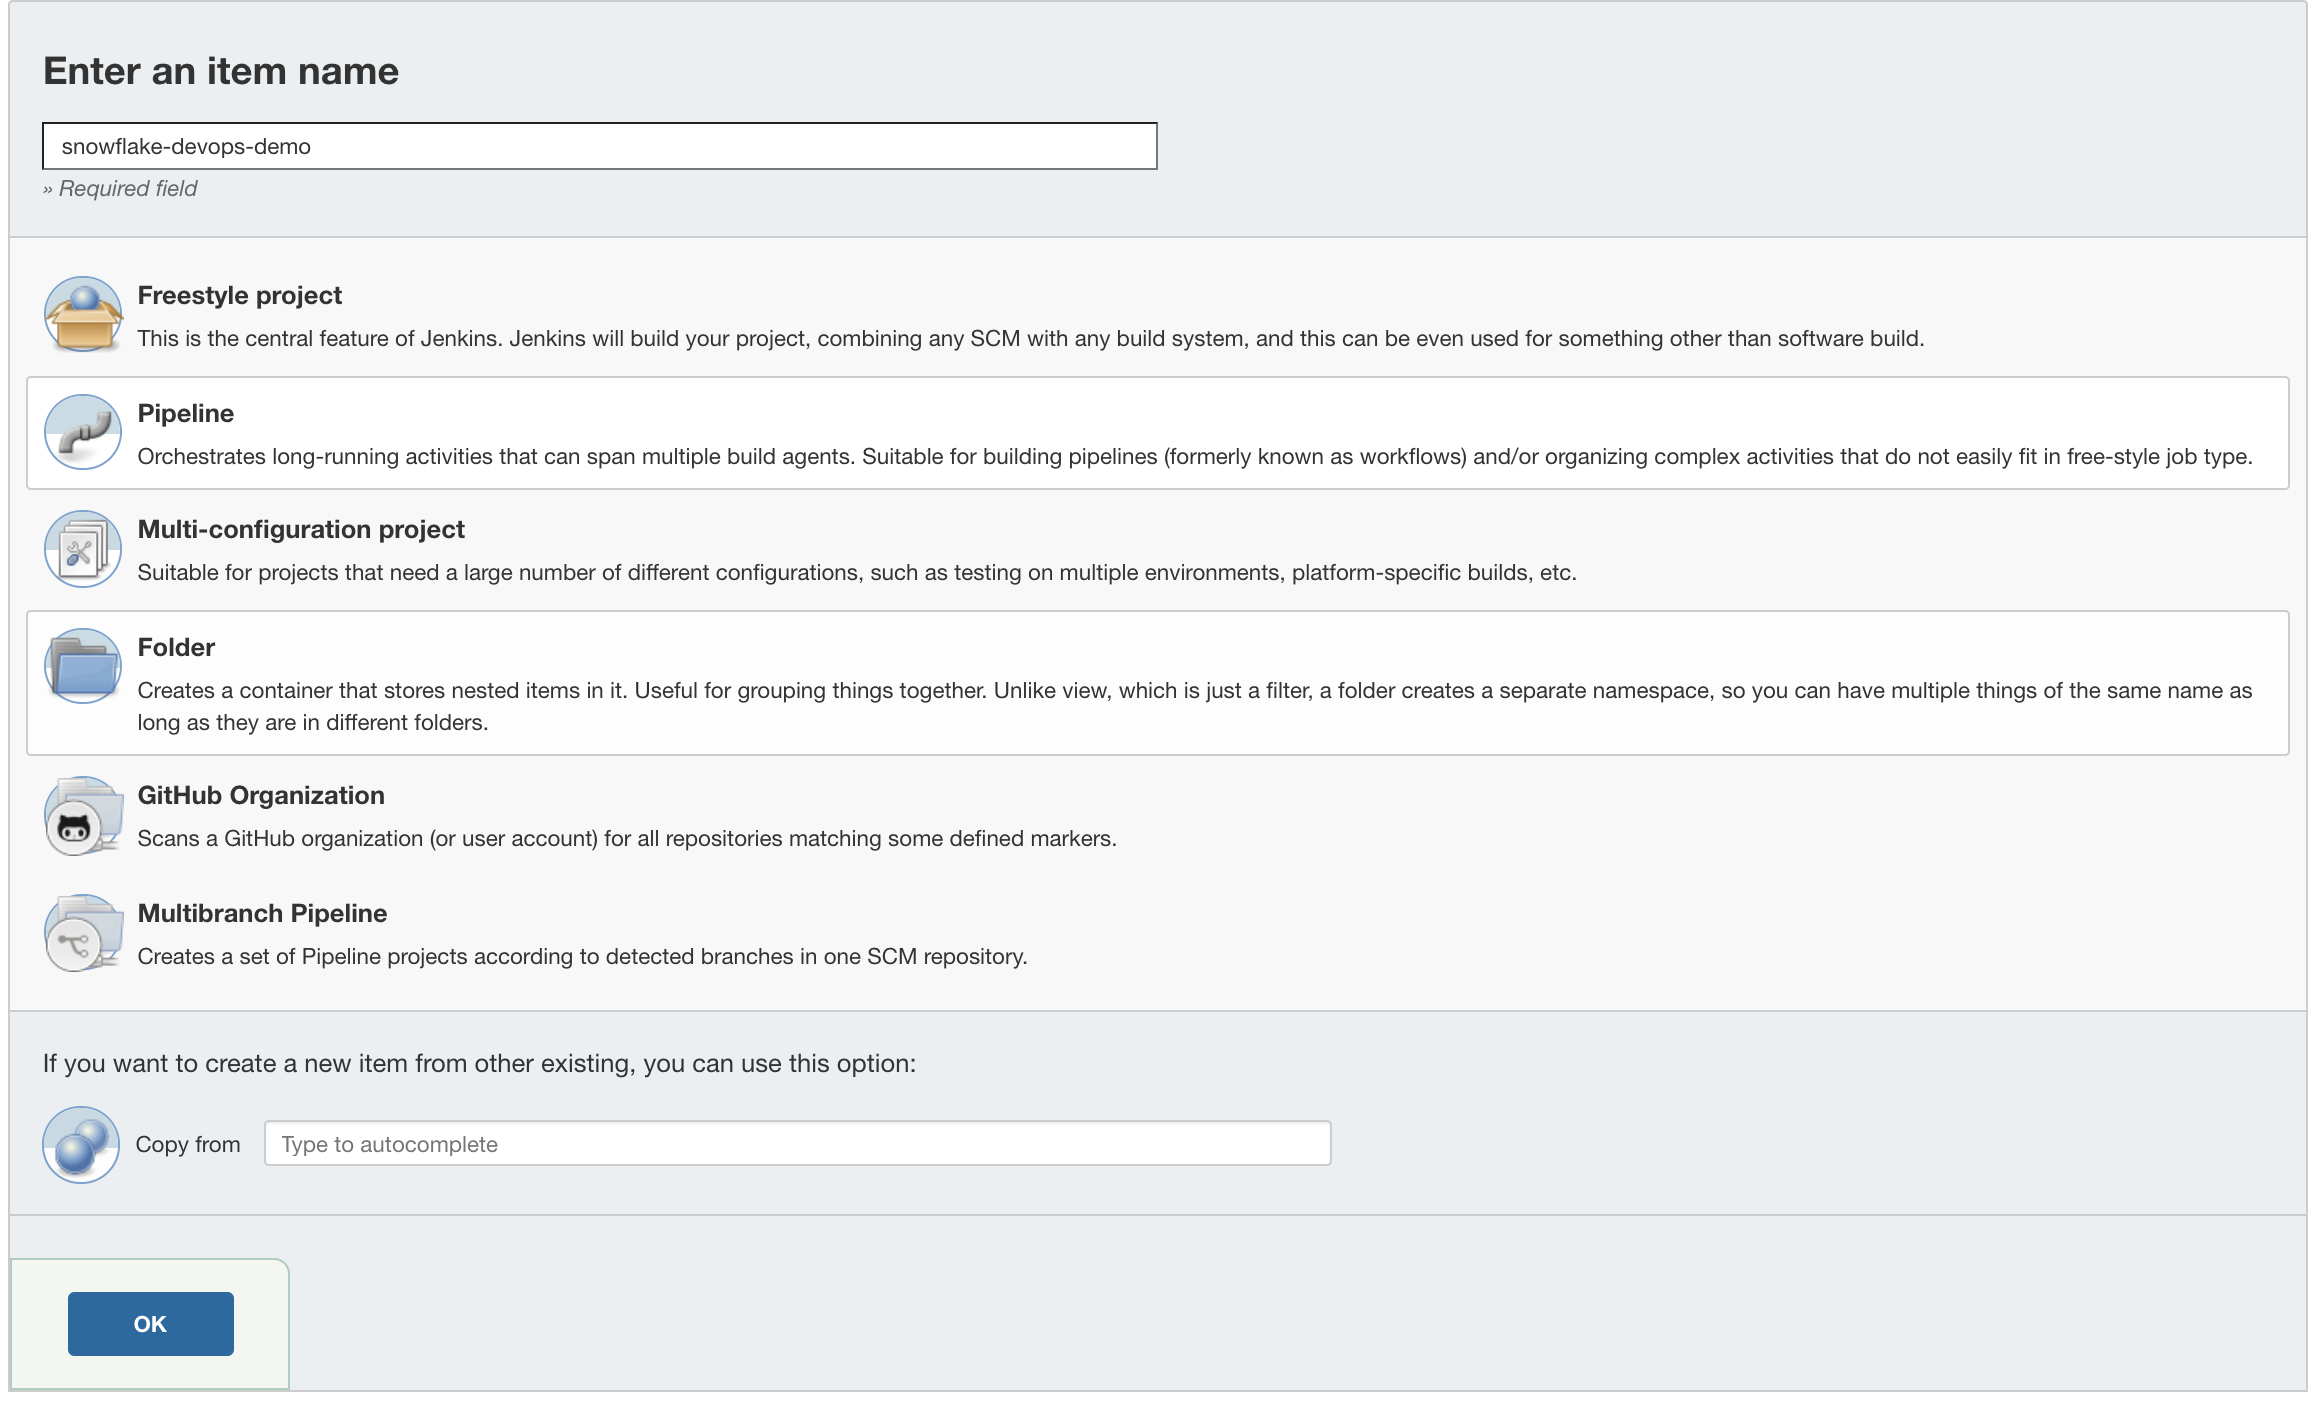 Enter an item name
snowflake-devops-demo
» Required field
Freestyle project
This is the central feature of Jenkins. Jenkins will build your project, combining any SCM with any build system, and this can be even used for something other than software build.
Pipeline
Orchestrates long-running activities that can span multiple build agents. Suitable for building pipelines (formerly known as workflows) and/or organizing complex activities that do not easily fit in free-style job type.
Multi-configuration project
Suitable for projects that need a large number of different configurations, such as testing on multiple environments, platform-specific builds, etc.
Folder
Creates a container that stores nested items in it. Useful for grouping things together. Unlike view, which is just a filter, a folder creates a separate namespace, so you can have multiple things of the same name as
long as they are in different folders.
GitHub Organization
Scans a GitHub organization (or user account) for all repositories matching some defined markers.
Multibranch Pipeline
Creates a set of Pipeline projects according to detected branches in one SCM repository.
If you want to create a new item from other existing, you can use this option:
Copy from
Type to autocomplete
OK